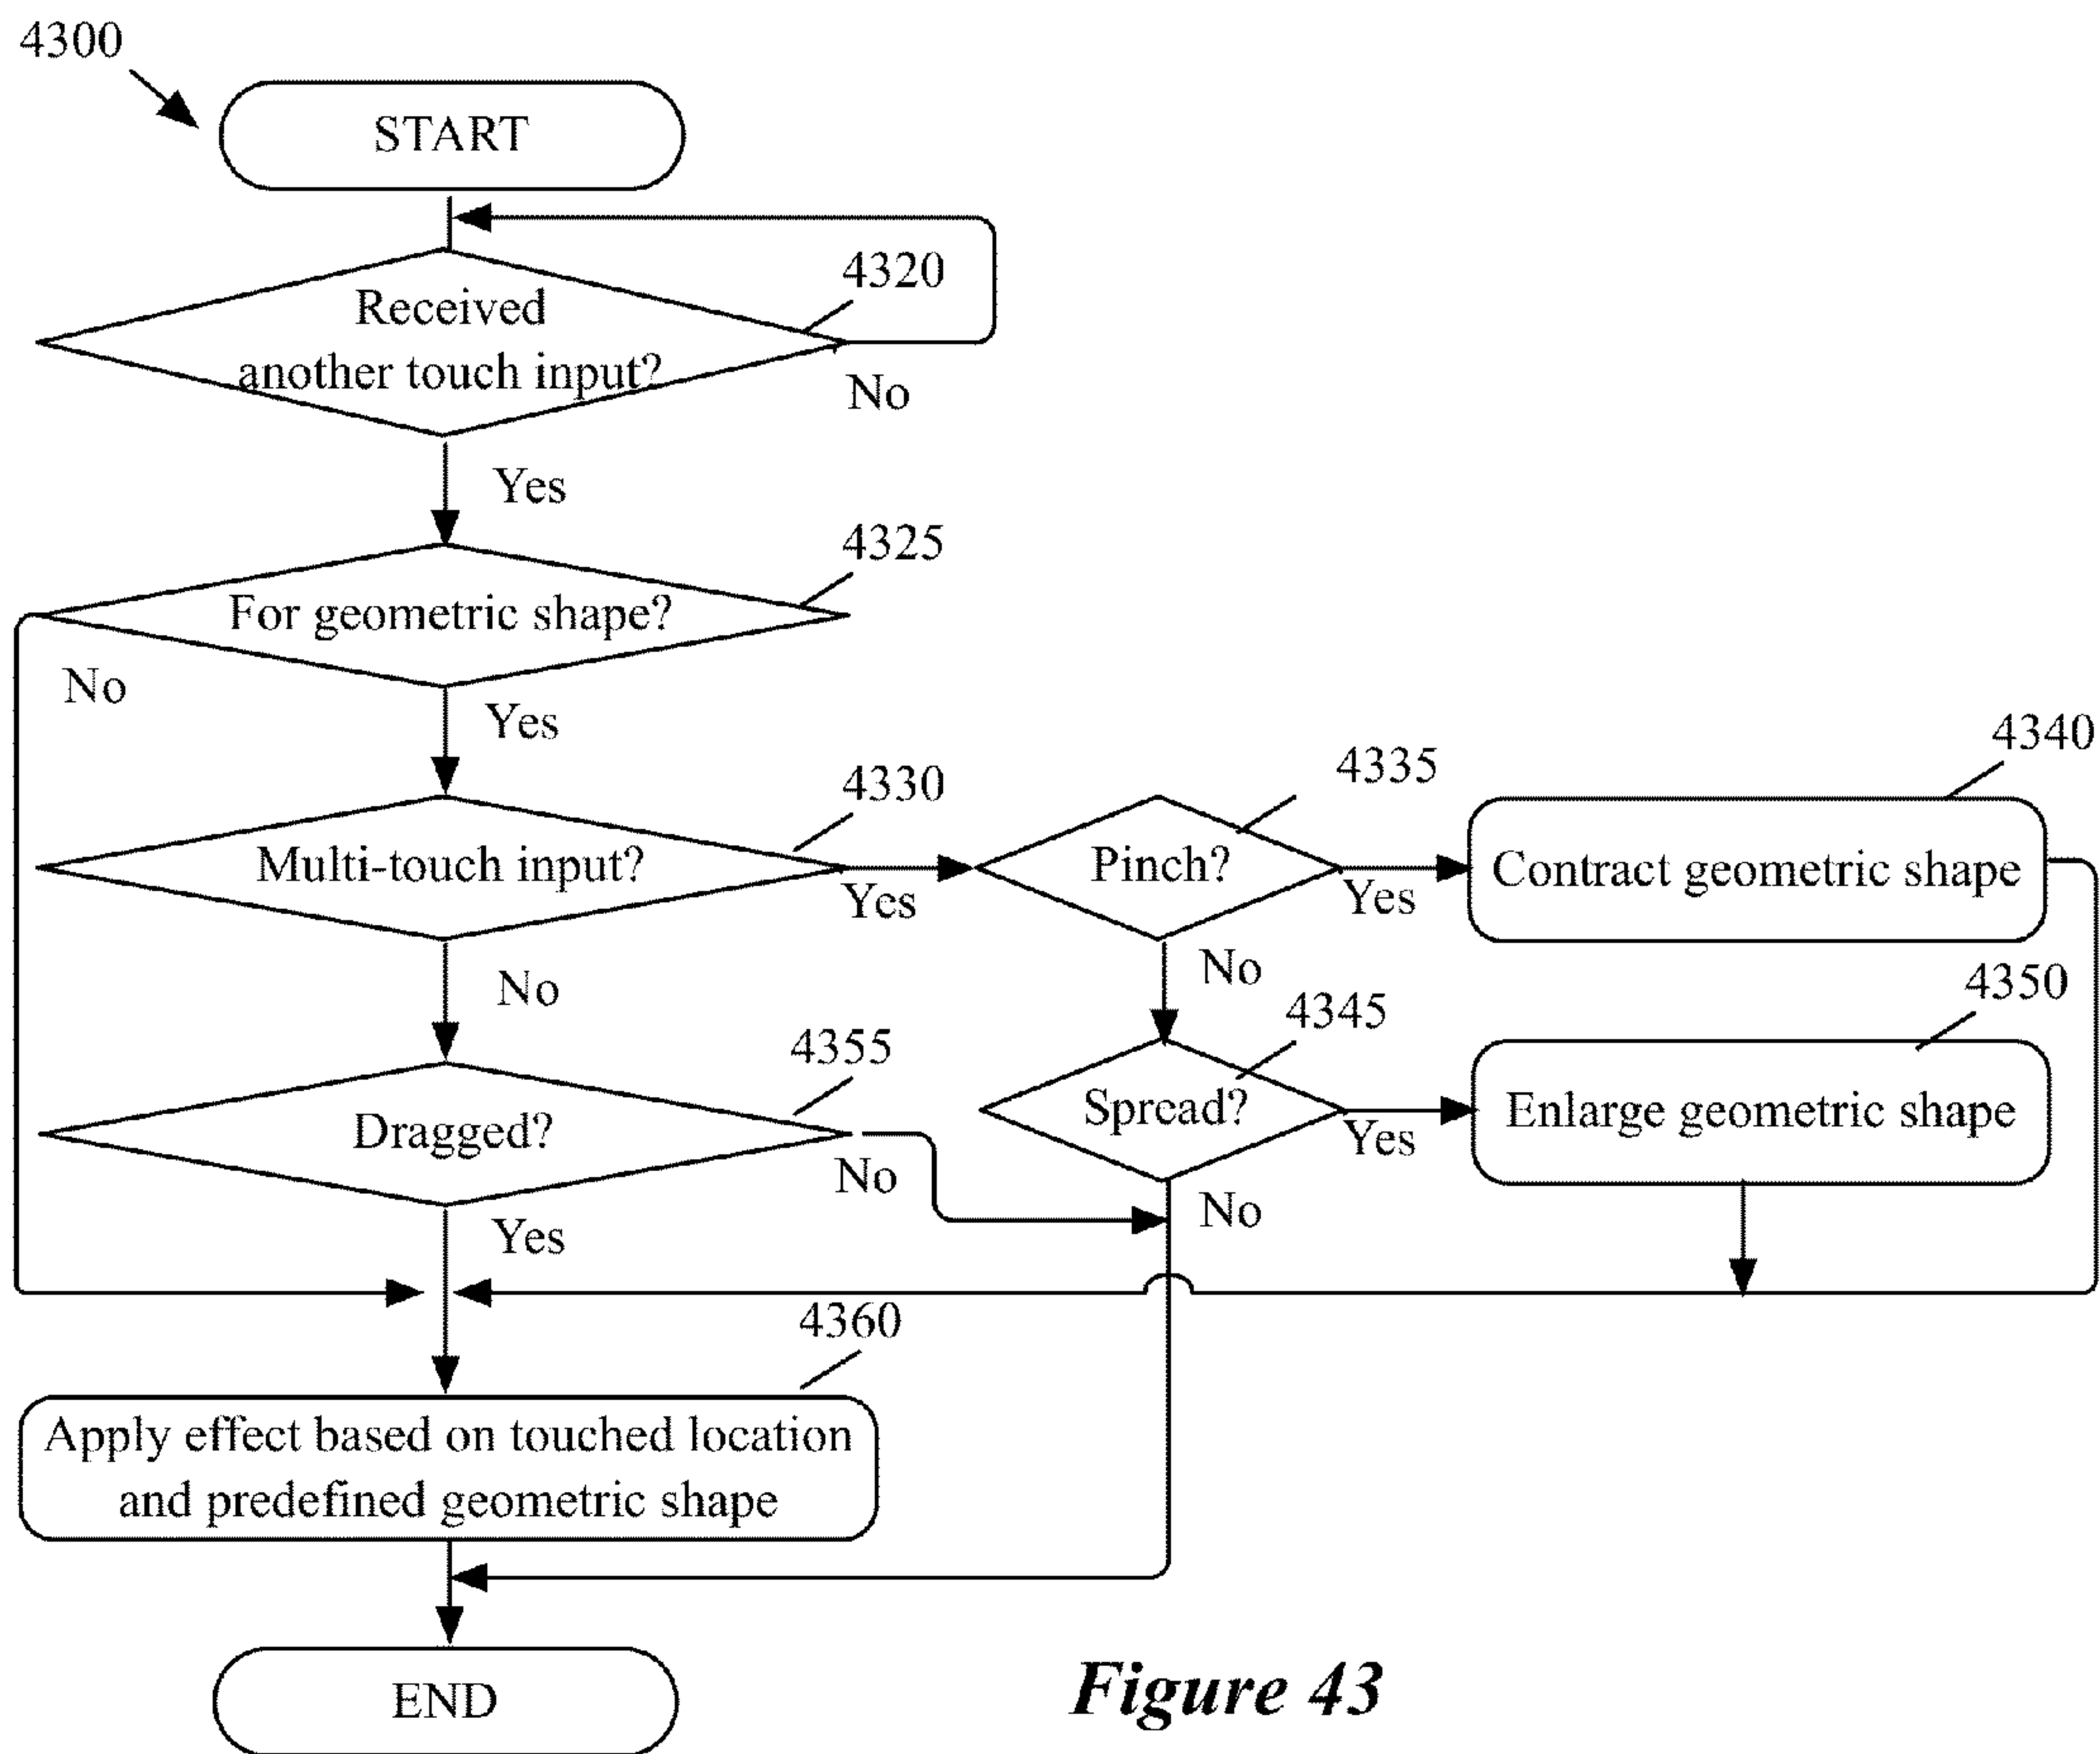 4300
START
4320
Received
another touch input?
No
Yes
4325
For geometric shape?
No
Yes
4330
Multi-touch input?
Yes
4335
Pinch?
Yes
4340
Contract geometric shape
No
No
4345
Spread?
Yes
4350
Enlarge geometric shape
4355
Dragged?
No
No
Yes
4360
Apply effect based on touched location
and predefined geometric shape
END
Figure 43